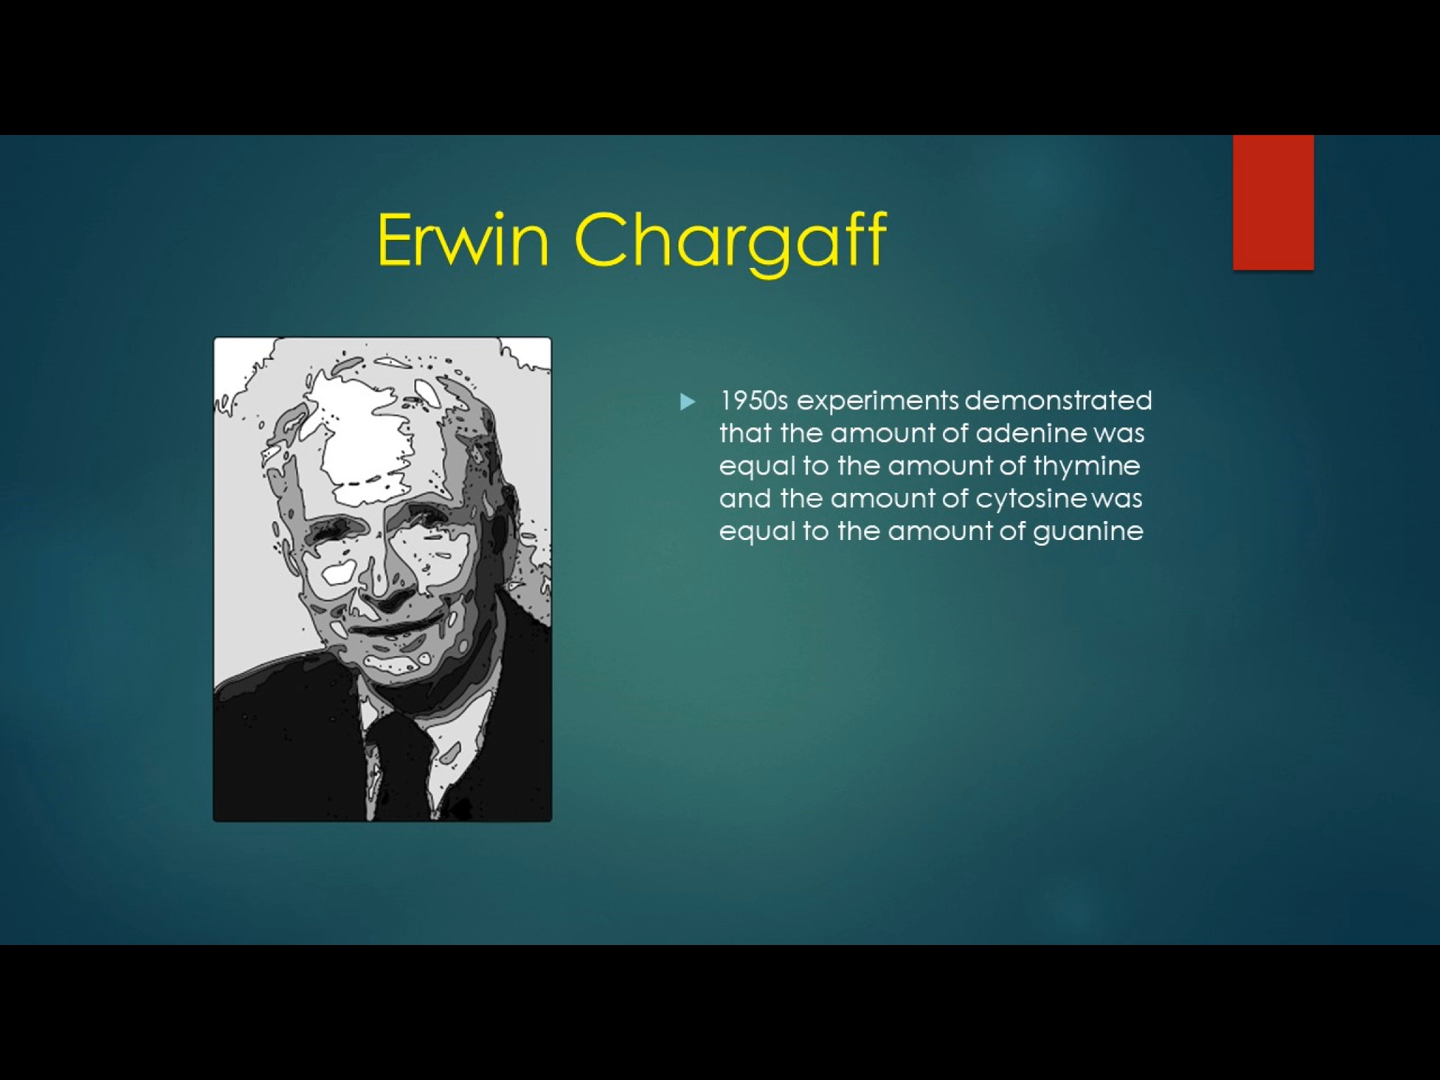 Erwin Chargaff
1950s experiments demonstrated
that the amount of adenine was
equal to the amount of thymine
and the amount of cytosine was
equal to the amount of guanine